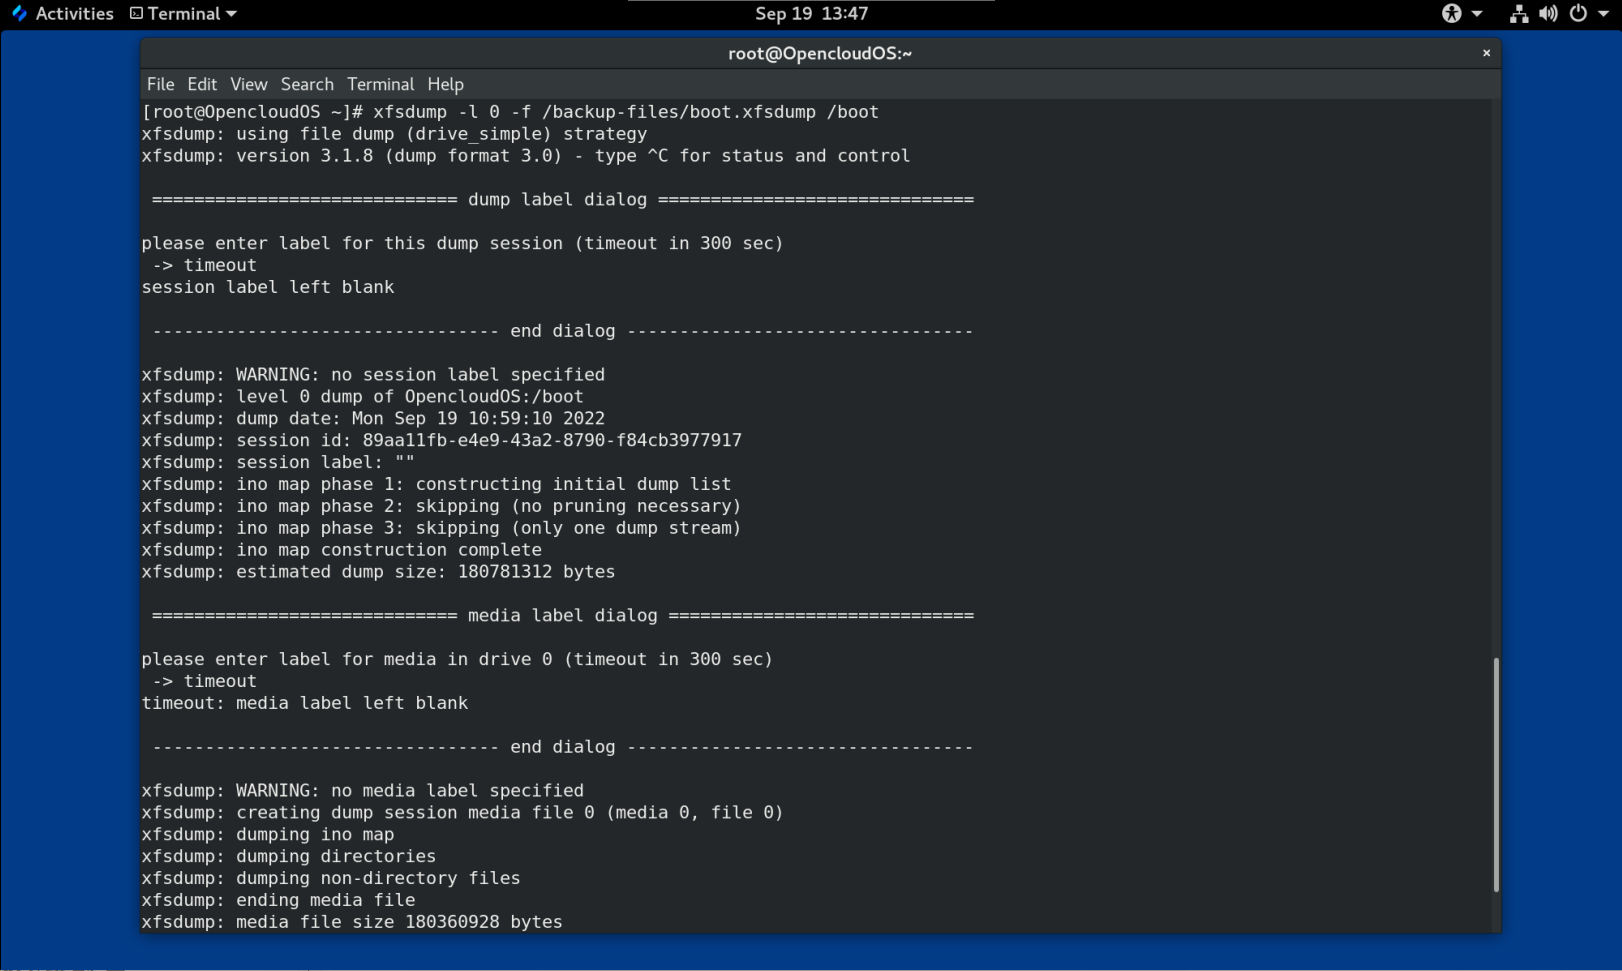 Activities Terminal Sep 19 13:47
root@OpencloudOS:~ ×
File Edit View Search Terminal Help
[root@OpencloudOS ~]# xfsdump -l 0 -f /backup-files/boot.xfsdump /boot
xfsdump: using file dump (drive_simple) strategy
xfsdump: version 3.1.8 (dump format 3.0) - type ^C for status and control
============================= dump label dialog ==============================
please enter label for this dump session (timeout in 300 sec)
-> timeout
session label left blank
--------------------------------- end dialog ---------------------------------
xfsdump: WARNING: no session label specified
xfsdump: level 0 dump of OpencloudOS:/boot
xfsdump: dump date: Mon Sep 19 10:59:10 2022
xfsdump: session id: 89aa11fb-e4e9-43a2-8790-f84cb3977917
xfsdump: session label: ""
xfsdump: ino map phase 1: constructing initial dump list
xfsdump: ino map phase 2: skipping (no pruning necessary)
xfsdump: ino map phase 3: skipping (only one dump stream)
xfsdump: ino map construction complete
xfsdump: estimated dump size: 180781312 bytes
============================= media label dialog =============================
please enter label for media in drive 0 (timeout in 300 sec)
-> timeout
timeout: media label left blank
--------------------------------- end dialog ---------------------------------
xfsdump: WARNING: no media label specified
xfsdump: creating dump session media file 0 (media 0, file 0)
xfsdump: dumping ino map
xfsdump: dumping directories
xfsdump: dumping non-directory files
xfsdump: ending media file
xfsdump: media file size 180360928 bytes